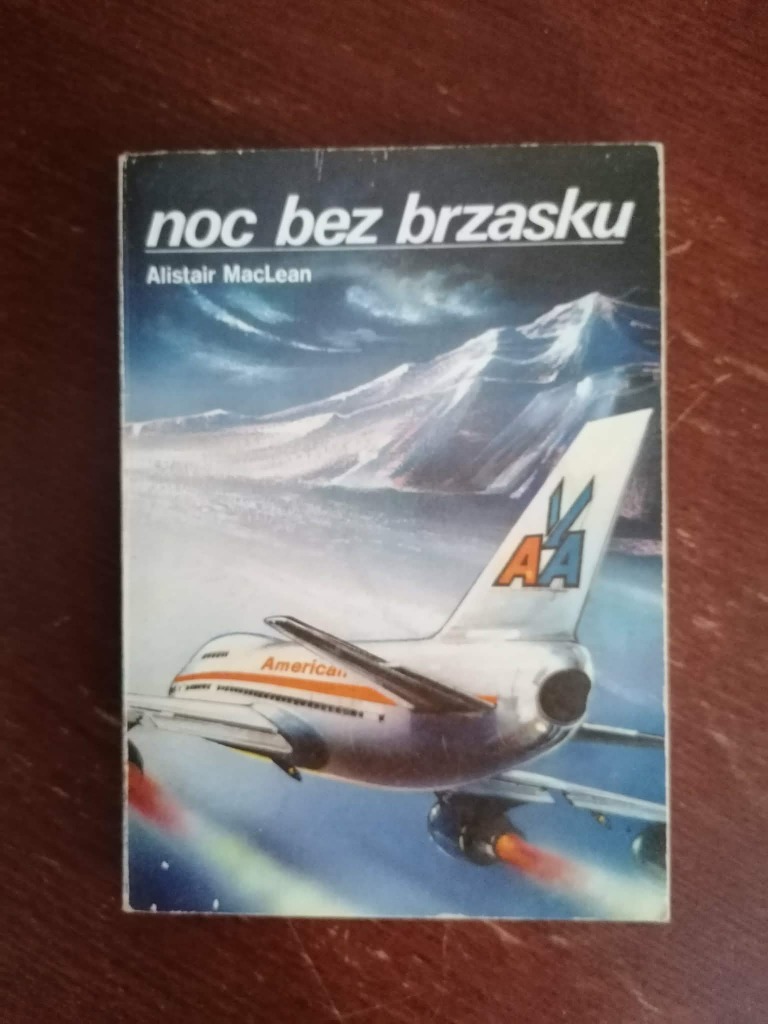 noc bez brzasku
Alistair MacLean
AA
American